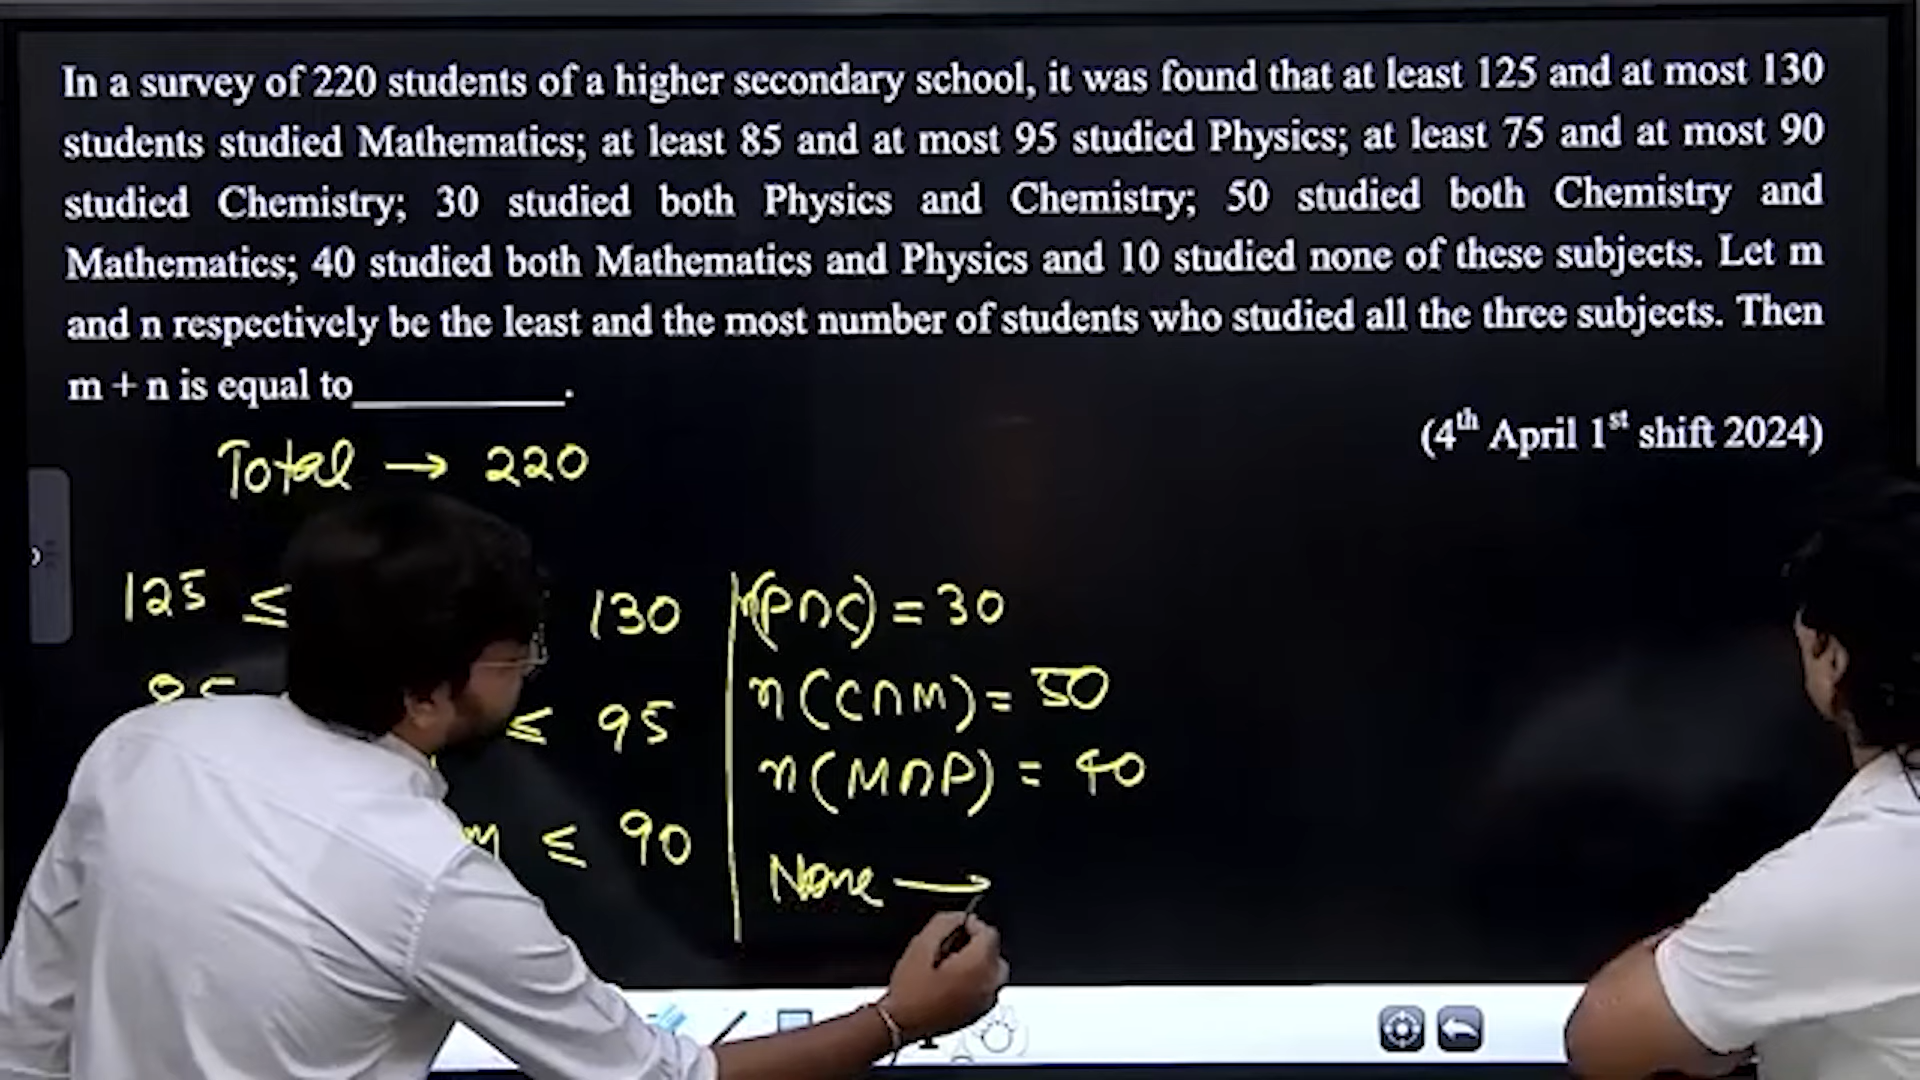 In a survey of 220 students of a higher secondary school, it was found that at least 125 and at most 130
students studied Mathematics; at least 85 and at most 95 studied Physics; at least 75 and at most 90
studied Chemistry; 30 studied both Physics and Chemistry; 50 studied both Chemistry and
Mathematics; 40 studied both Mathematics and Physics and 10 studied none of these subjects. Let m
and n respectively be the least and the most number of students who studied all the three subjects. Then
m + n is equal to__________.
(4th April 1st shift 2024)
Total → 220
125 ≤ 130
≤ 95
≤ 90
n(P∩C) = 30
n(C∩M) = 50
n(M∩P) = 40
None →